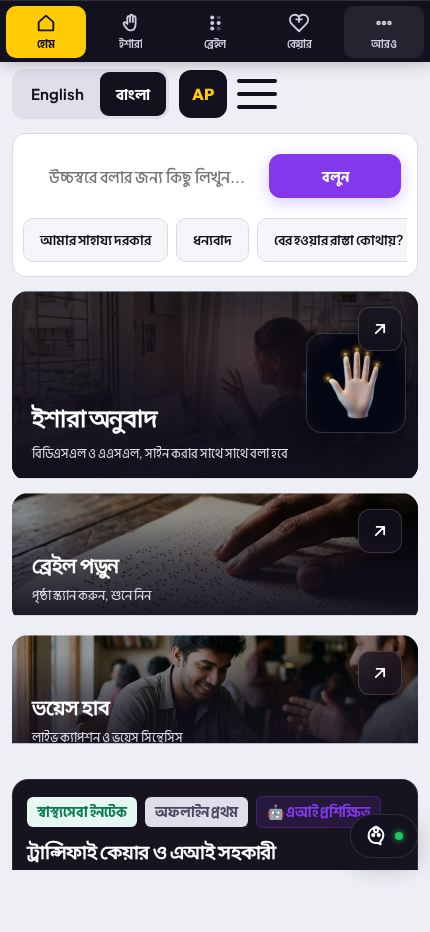 হোম
ইশারা
ব্রেইল
কেয়ার
আরও
English
বাংলা
AP
উচ্চস্বরে বলার জন্য কিছু লিখুন...
বলুন
আমার সাহায্য দরকার
ধন্যবাদ
বের হওয়ার রাস্তা কোথায়?
ইশারা অনুবাদ
বিডিএসএল ও এএসএল, সাইন করার সাথে সাথে বলা হবে
ব্রেইল পড়ুন
পৃষ্ঠা স্ক্যান করুন, শুনে নিন
ভয়েস হাব
লাইভ ক্যাপশন ও ভয়েস সিন্থেসিস
স্বাস্থ্যসেবা ইনটেক
অফলাইন প্রথম
🤖 এআই প্রশিক্ষিত
ট্রান্সিফাই কেয়ার ও এআই সহকারী